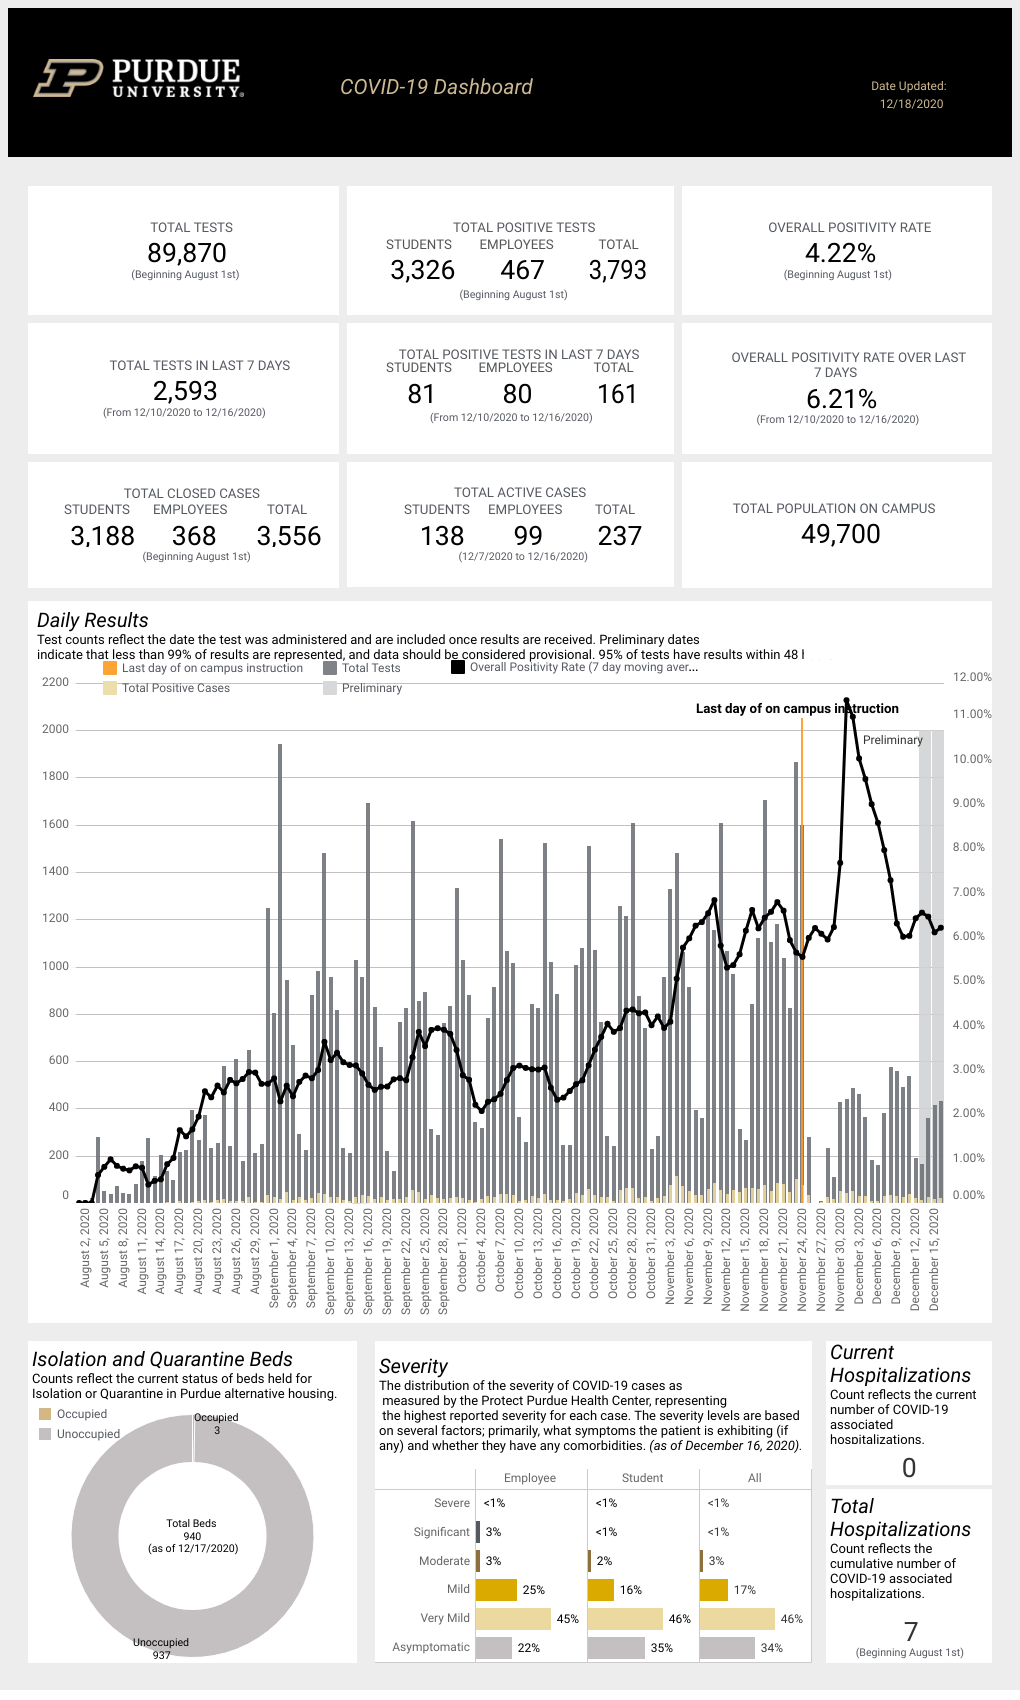 PURDUE
UNIVERSITY®
COVID-19 Dashboard
Date Updated:
12/18/2020
TOTAL TESTS
89,870
(Beginning August 1st)
TOTAL POSITIVE TESTS
STUDENTS EMPLOYEES TOTAL
3,326 467 3,793
(Beginning August 1st)
OVERALL POSITIVITY RATE
4.22%
(Beginning August 1st)
TOTAL TESTS IN LAST 7 DAYS
2,593
(From 12/10/2020 to 12/16/2020)
TOTAL POSITIVE TESTS IN LAST 7 DAYS
STUDENTS EMPLOYEES TOTAL
81 80 161
(From 12/10/2020 to 12/16/2020)
OVERALL POSITIVITY RATE OVER LAST
7 DAYS
6.21%
(From 12/10/2020 to 12/16/2020)
TOTAL CLOSED CASES
STUDENTS EMPLOYEES TOTAL
3,188 368 3,556
(Beginning August 1st)
TOTAL ACTIVE CASES
STUDENTS EMPLOYEES TOTAL
138 99 237
(12/7/2020 to 12/16/2020)
TOTAL POPULATION ON CAMPUS
49,700
Daily Results
Test counts reflect the date the test was administered and are included once results are received. Preliminary dates
indicate that less than 99% of results are represented, and data should be considered provisional. 95% of tests have results within 48
Last day of on campus instruction Total Tests Overall Positivity Rate (7 day moving aver...
Total Positive Cases Preliminary
2200
2000
1800
1600
1400
1200
1000
800
600
400
200
0
Last day of on campus instruction
Preliminary
12.00%
11.00%
10.00%
9.00%
8.00%
7.00%
6.00%
5.00%
4.00%
3.00%
2.00%
1.00%
0.00%
August 2, 2020
August 5, 2020
August 8, 2020
August 11, 2020
August 14, 2020
August 17, 2020
August 20, 2020
August 23, 2020
August 26, 2020
August 29, 2020
September 1, 2020
September 4, 2020
September 7, 2020
September 10, 2020
September 13, 2020
September 16, 2020
September 19, 2020
September 22, 2020
September 25, 2020
September 28, 2020
October 1, 2020
October 4, 2020
October 7, 2020
October 10, 2020
October 13, 2020
October 16, 2020
October 19, 2020
October 22, 2020
October 25, 2020
October 28, 2020
October 31, 2020
November 3, 2020
November 6, 2020
November 9, 2020
November 12, 2020
November 15, 2020
November 18, 2020
November 21, 2020
November 24, 2020
November 27, 2020
November 30, 2020
December 3, 2020
December 6, 2020
December 9, 2020
December 12, 2020
December 15, 2020
Isolation and Quarantine Beds
Counts reflect the current status of beds held for
Isolation or Quarantine in Purdue alternative housing.
Occupied
Unoccupied
Occupied
3
Total Beds
940
(as of 12/17/2020)
Unoccupied
937
Severity
The distribution of the severity of COVID-19 cases as
measured by the Protect Purdue Health Center, representing
the highest reported severity for each case. The severity levels are based
on several factors; primarily, what symptoms the patient is exhibiting (if
any) and whether they have any comorbidities. (as of December 16, 2020).
Employee Student All
Severe <1% <1% <1%
Significant 3% <1% <1%
Moderate 3% 2% 3%
Mild 25% 16% 17%
Very Mild 45% 46% 46%
Asymptomatic 22% 35% 34%
Current
Hospitalizations
Count reflects the current
number of COVID-19
associated
hospitalizations.
0
Total
Hospitalizations
Count reflects the
cumulative number of
COVID-19 associated
hospitalizations.
7
(Beginning August 1st)